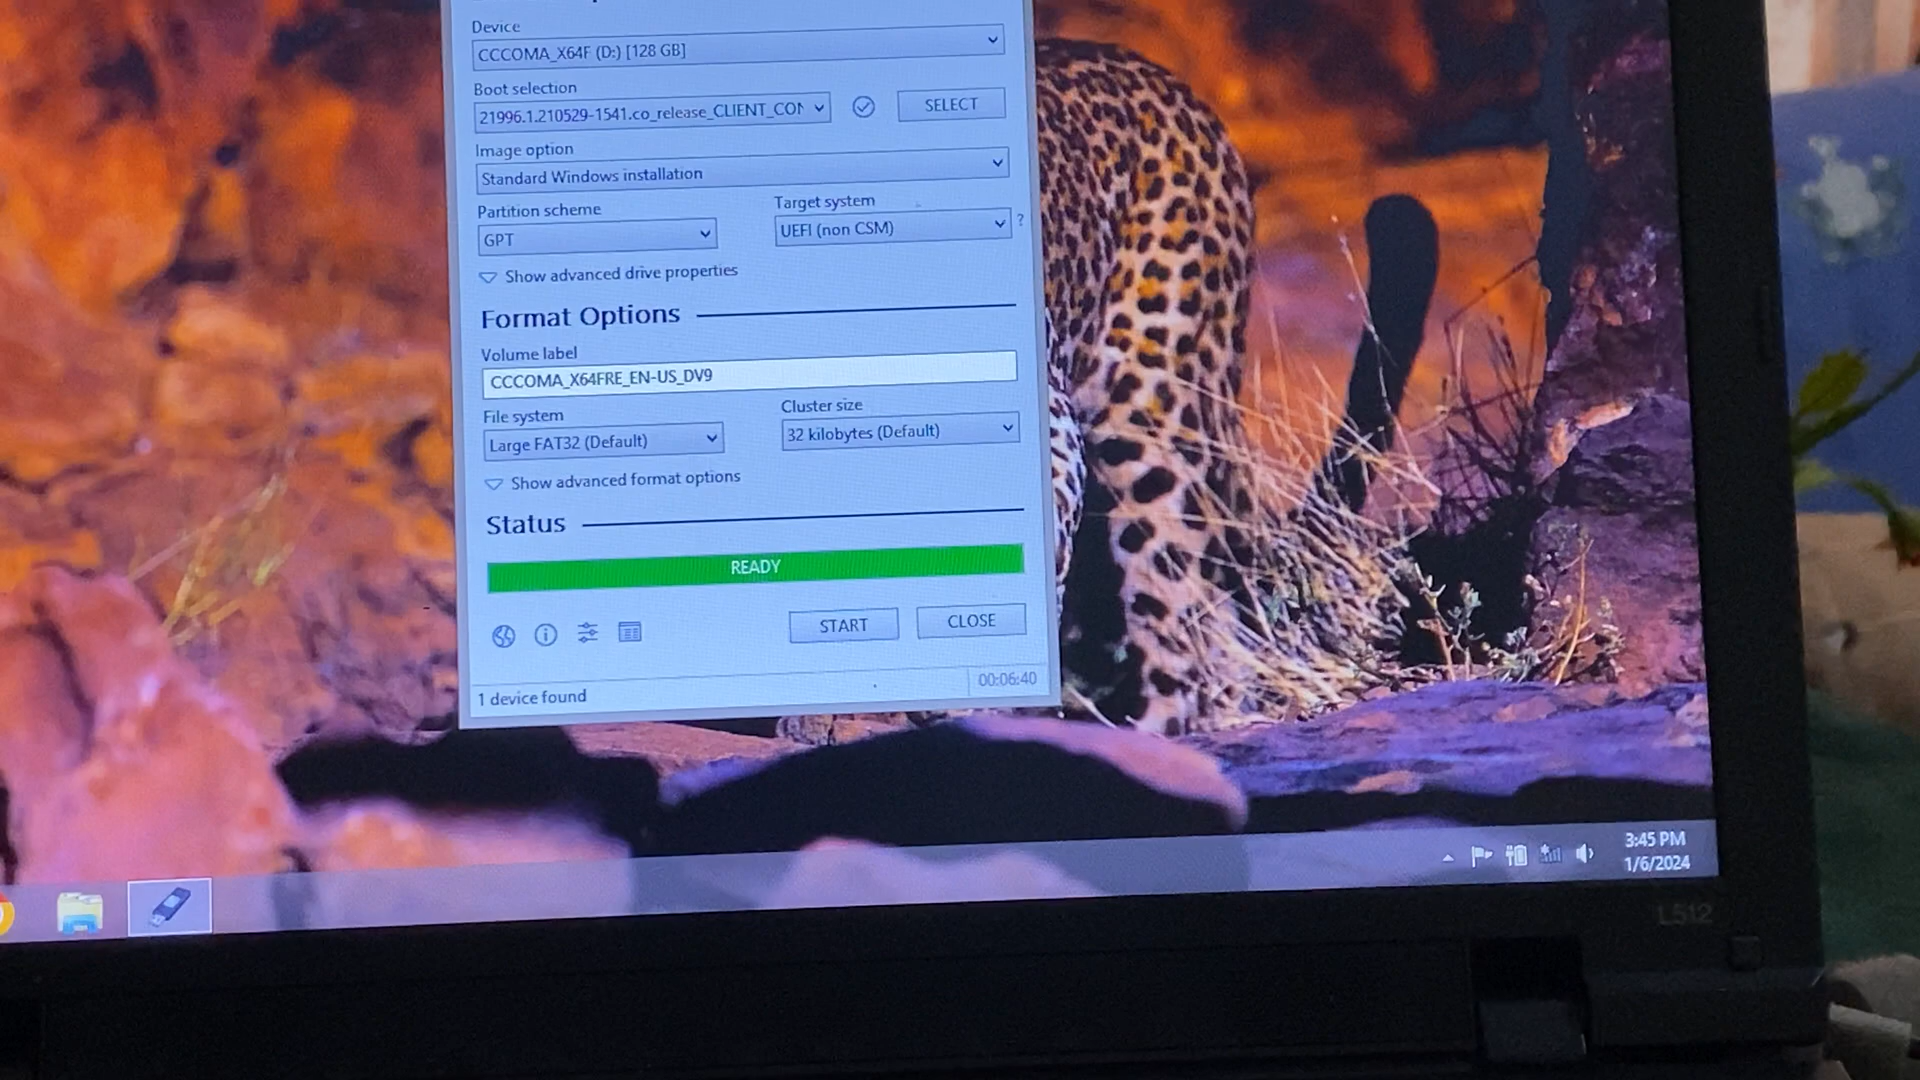 Device
CCCOMA_X64F (D:) [128 GB]
Boot selection
21996.1.210529-1541.co_release_CLIENT_CON
SELECT
Image option
Standard Windows installation
Partition scheme
Target system
GPT
UEFI (non CSM)
?
Show advanced drive properties
Format Options
Volume label
CCCOMA_X64FRE_EN-US_DV9
File system
Cluster size
Large FAT32 (Default)
32 kilobytes (Default)
Show advanced format options
Status
READY
START
CLOSE
1 device found
00:06:40
3:45 PM
1/6/2024
L512